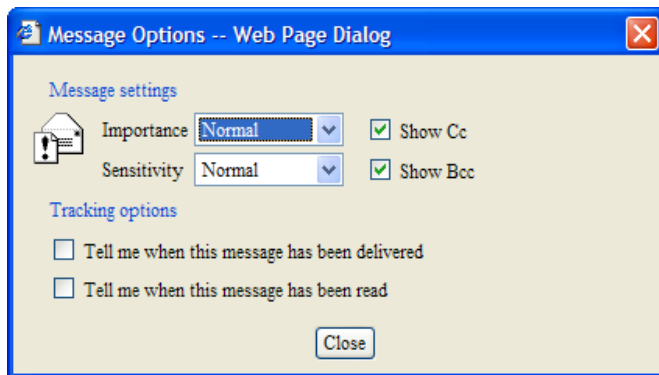 Message Options -- Web Page Dialog
Message settings
Importance Normal Show Cc
Sensitivity Normal Show Bcc
Tracking options
Tell me when this message has been delivered
Tell me when this message has been read
Close